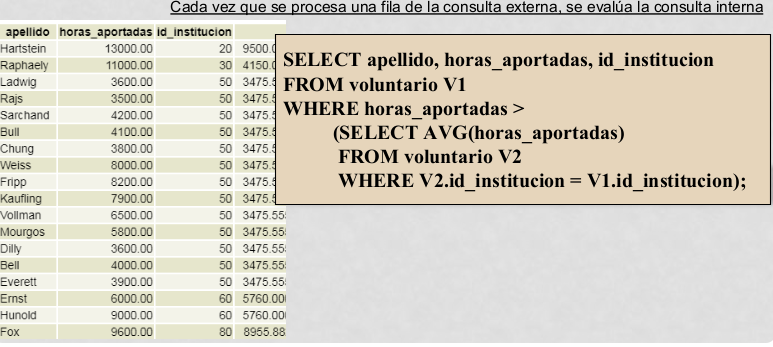 Cada vez que se procesa una fila de la consulta externa, se evalúa la consulta interna
apellido horas_aportadas id_institucion
Hartstein 13000.00 20 9500.0
Raphaely 11000.00 30 4150.0
Ladwig 3600.00 50 3475.5
Rajs 3500.00 50 3475.5
Sarchand 4200.00 50 3475.5
Bull 4100.00 50 3475.5
Chung 3800.00 50 3475.5
Weiss 8000.00 50 3475.5
Fripp 8200.00 50 3475.5
Kaufling 7900.00 50 3475.5
Vollman 6500.00 50 3475.555
Mourgos 5800.00 50 3475.555
Dilly 3600.00 50 3475.555
Bell 4000.00 50 3475.555
Everett 3900.00 50 3475.555
Ernst 6000.00 60 5760.000
Hunold 9000.00 60 5760.000
Fox 9600.00 80 8955.88
SELECT apellido, horas_aportadas, id_institucion
FROM voluntario V1
WHERE horas_aportadas >
(SELECT AVG(horas_aportadas)
FROM voluntario V2
WHERE V2.id_institucion = V1.id_institucion);